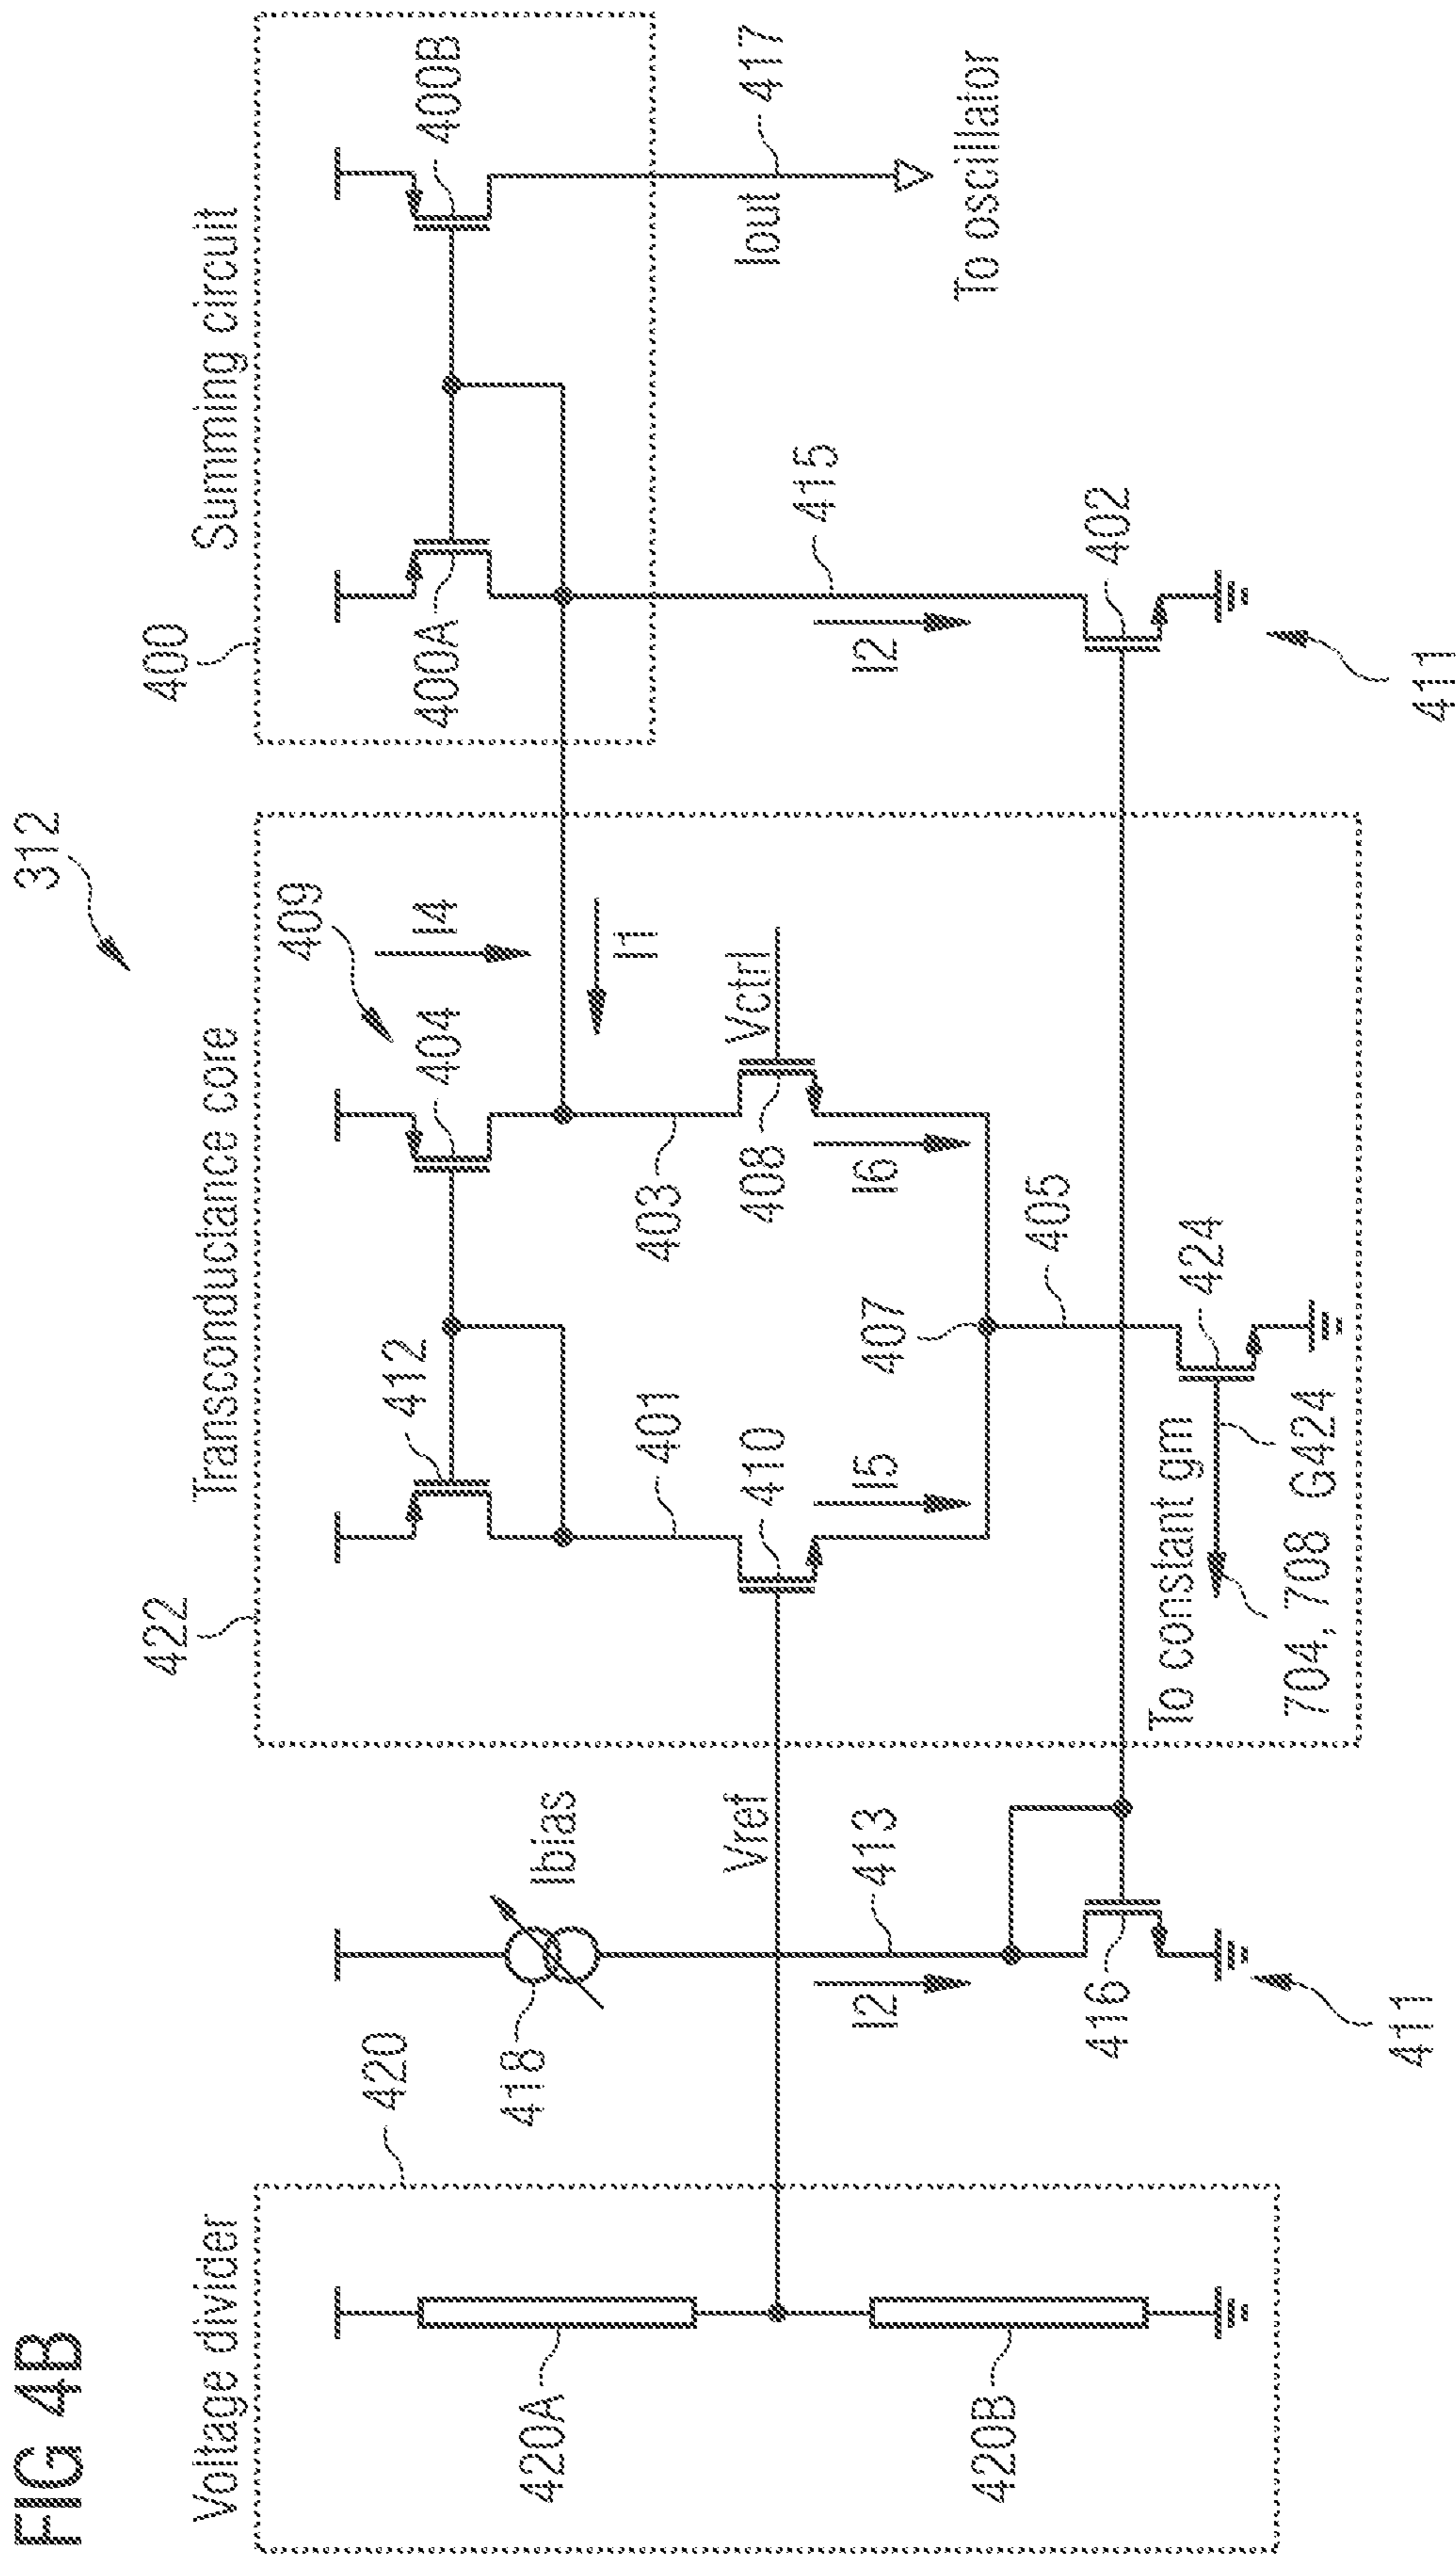 FIG 4B
312
Voltage divider
420
420A
420B
418
Ibias
Vref
413
I2
416
411
422
Transconductance core
412
404
409
I4
I1
401
403
410
408
Vctrl
I5
I6
407
405
424
To constant gm
704, 708
G424
400
Summing circuit
400A
400B
415
I2
402
411
Iout
417
To oscillator